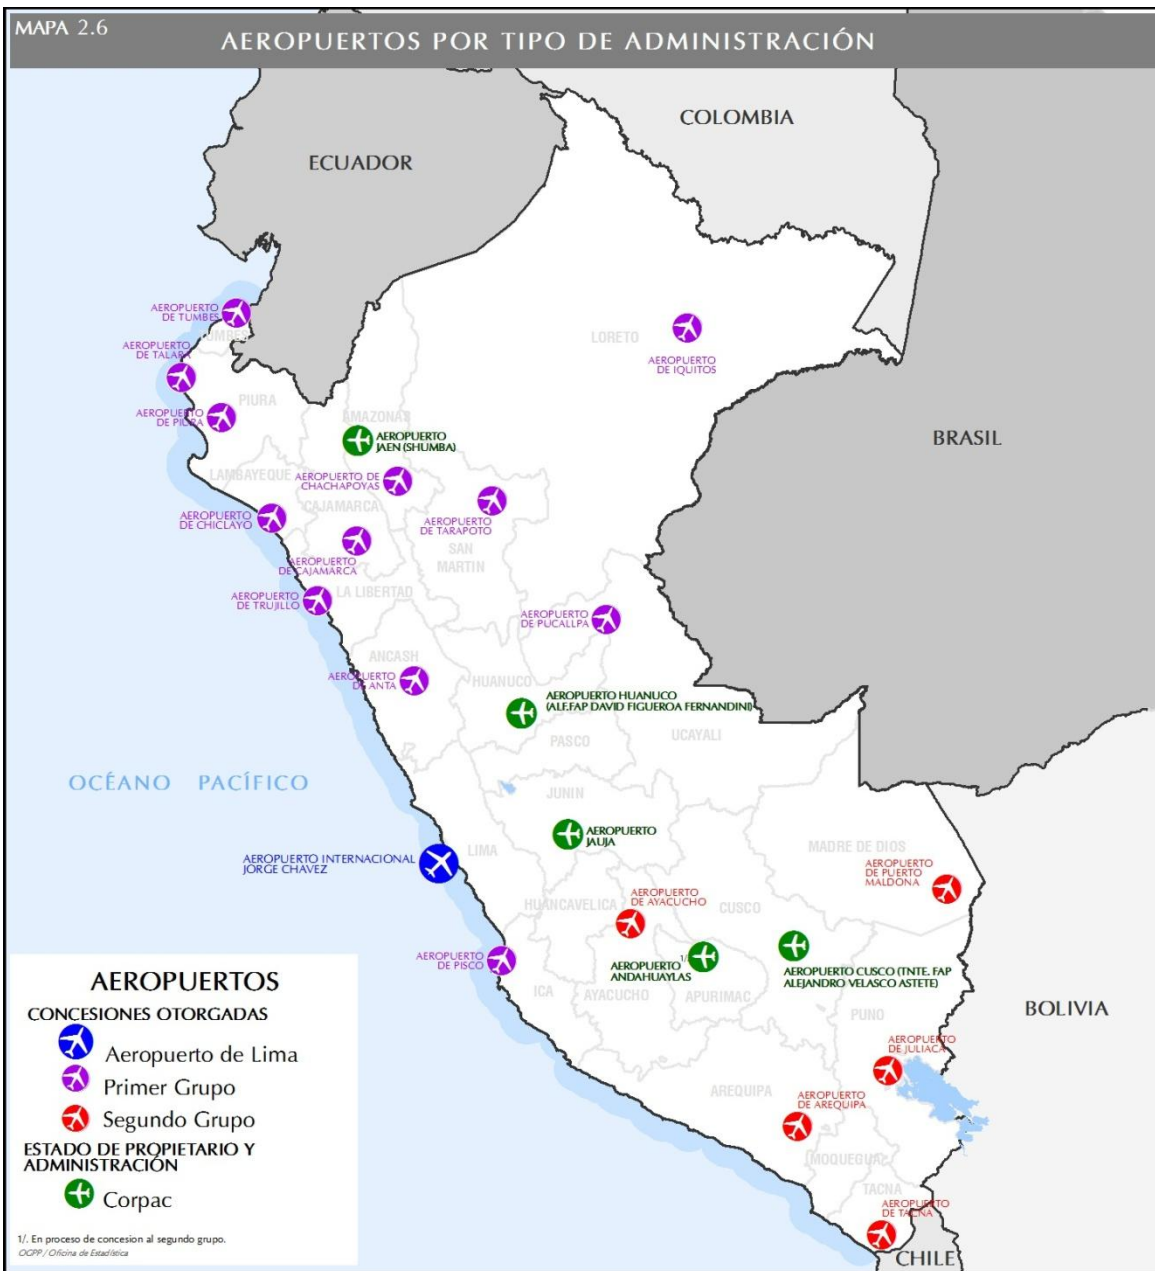 MAPA 2.6
AEROPUERTOS POR TIPO DE ADMINISTRACIÓN
COLOMBIA
ECUADOR
BRASIL
BOLIVIA
CHILE
OCÉANO PACÍFICO
AEROPUERTO
DE TUMBES
TUMBES
AEROPUERTO
DE TALARA
LORETO
AEROPUERTO
DE IQUITOS
PIURA
AEROPUERTO
DE PIURA
AMAZONAS
AEROPUERTO
JAEN (SHUMBA)
LAMBAYEQUE
AEROPUERTO DE
CHACHAPOYAS
CAJAMARCA
AEROPUERTO
DE CHICLAYO
AEROPUERTO
DE TARAPOTO
SAN
MARTIN
AEROPUERTO
DE CAJAMARCA
LA LIBERTAD
AEROPUERTO
DE TRUJILLO
AEROPUERTO
DE PUCALLPA
ANCASH
AEROPUERTO
DE ANTA
HUANUCO
AEROPUERTO HUANUCO
(ALF.FAP DAVID FIGUEROA FERNANDINI)
PASCO
UCAYALI
JUNIN
AEROPUERTO
JAUJA
LIMA
MADRE DE DIOS
AEROPUERTO INTERNACIONAL
JORGE CHAVEZ
AEROPUERTO
DE PUERTO
MALDONA
AEROPUERTO
DE AYACUCHO
HUANCAVELICA
CUSCO
AEROPUERTO
DE PISCO
1/
AEROPUERTO
ANDAHUAYLAS
AEROPUERTO CUSCO (TNTE. FAP
ALEJANDRO VELASCO ASTETE)
ICA
AYACUCHO
APURIMAC
PUNO
AEROPUERTO
DE JULIACA
AREQUIPA
AEROPUERTO
DE AREQUIPA
MOQUEGUA
TACNA
AEROPUERTO
DE TACNA
AEROPUERTOS
CONCESIONES OTORGADAS
Aeropuerto de Lima
Primer Grupo
Segundo Grupo
ESTADO DE PROPIETARIO Y
ADMINISTRACIÓN
Corpac
1/. En proceso de concesion al segundo grupo.
OGPP / Oficina de Estadística